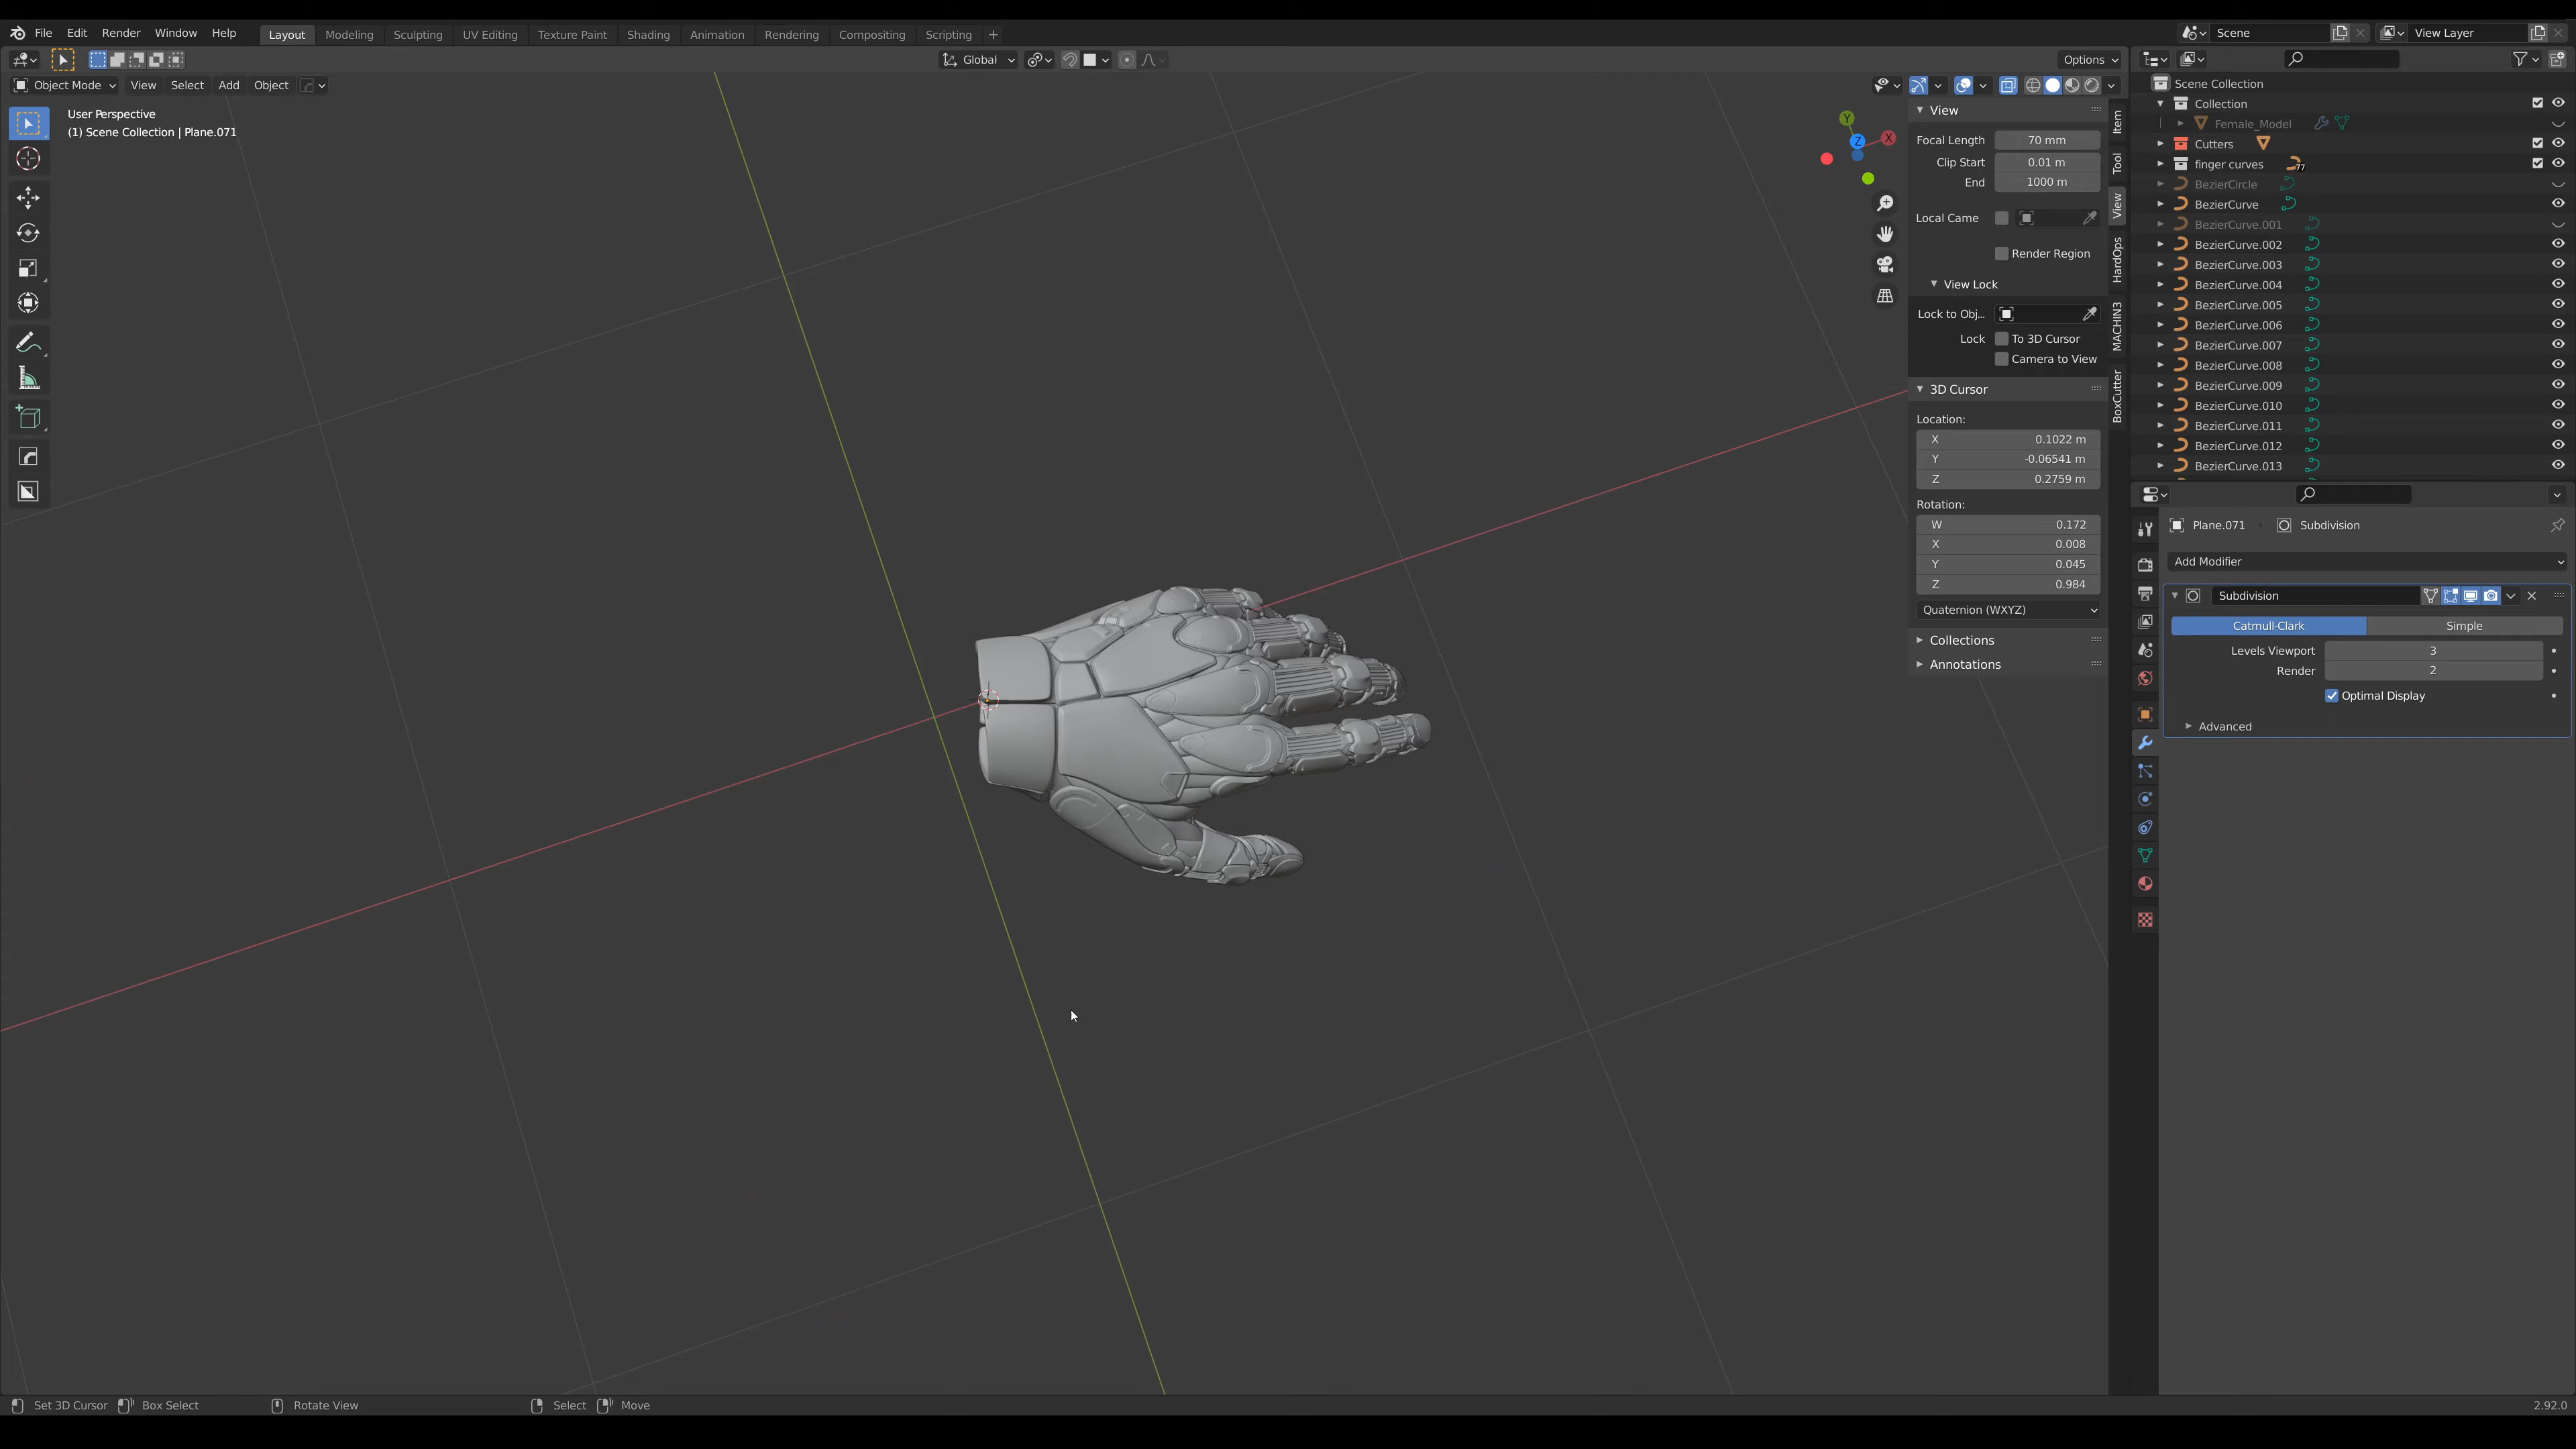 File Edit Render Window Help Layout Modeling Sculpting UV Editing Texture Paint Shading Animation Rendering Compositing Scripting + Scene View Layer
Global Options
Object Mode View Select Add Object
User Perspective
(1) Scene Collection | Plane.071
Y
X
Z
View
Focal Length 70 mm
Clip Start 0.01 m
End 1000 m
Local Came
Render Region
View Lock
Lock to Obj...
Lock To 3D Cursor
Camera to View
3D Cursor
Location:
X 0.1022 m
Y -0.06541 m
Z 0.2759 m
Rotation:
W 0.172
X 0.008
Y 0.045
Z 0.984
Quaternion (WXYZ)
Collections
Annotations
Item
Tool
View
HardOps
MACHIN3
BoxCutter
Scene Collection
Collection
Female_Model
Cutters
finger curves 77
BezierCircle
BezierCurve
BezierCurve.001
BezierCurve.002
BezierCurve.003
BezierCurve.004
BezierCurve.005
BezierCurve.006
BezierCurve.007
BezierCurve.008
BezierCurve.009
BezierCurve.010
BezierCurve.011
BezierCurve.012
BezierCurve.013
Plane.071 Subdivision
Add Modifier
Subdivision
Catmull-Clark Simple
Levels Viewport 3
Render 2
Optimal Display
Advanced
Set 3D Cursor Box Select Rotate View Select Move 2.92.0